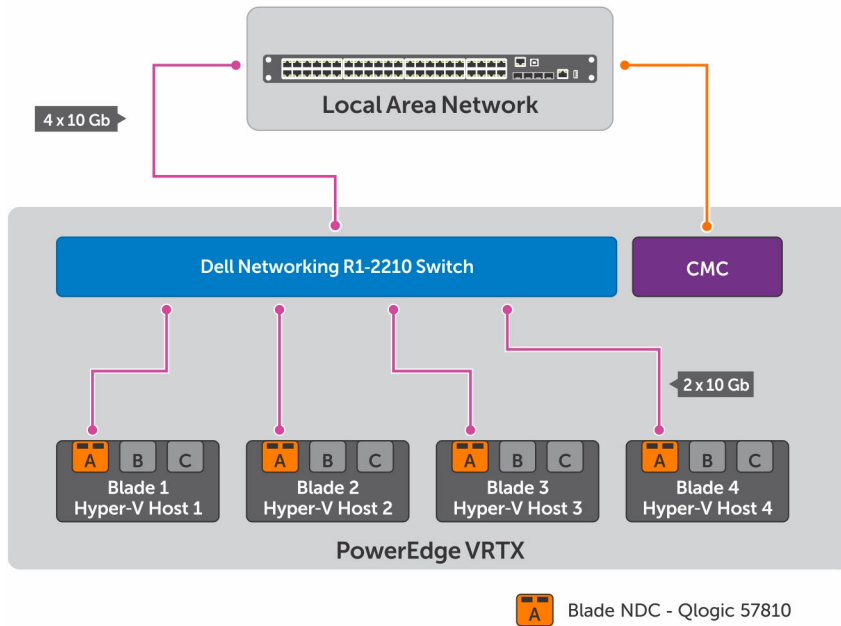 Local Area Network
4 x 10 Gb
Dell Networking R1-2210 Switch
CMC
2 x 10 Gb
A B C
Blade 1
Hyper-V Host 1
A B C
Blade 2
Hyper-V Host 2
A B C
Blade 3
Hyper-V Host 3
A B C
Blade 4
Hyper-V Host 4
PowerEdge VRTX
A Blade NDC - Qlogic 57810